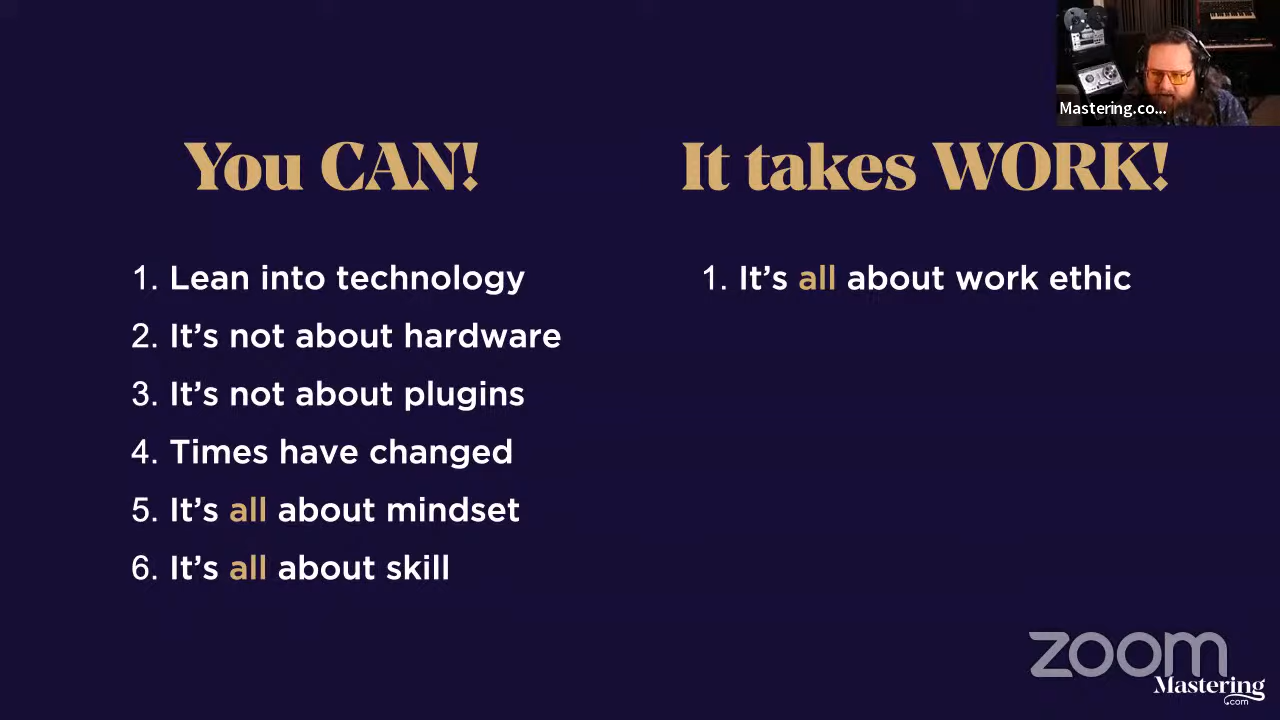 Mastering.co...
You CAN!
1. Lean into technology
2. It's not about hardware
3. It's not about plugins
4. Times have changed
5. It's all about mindset
6. It's all about skill
It takes WORK!
1. It's all about work ethic
zoom
Mastering
.com